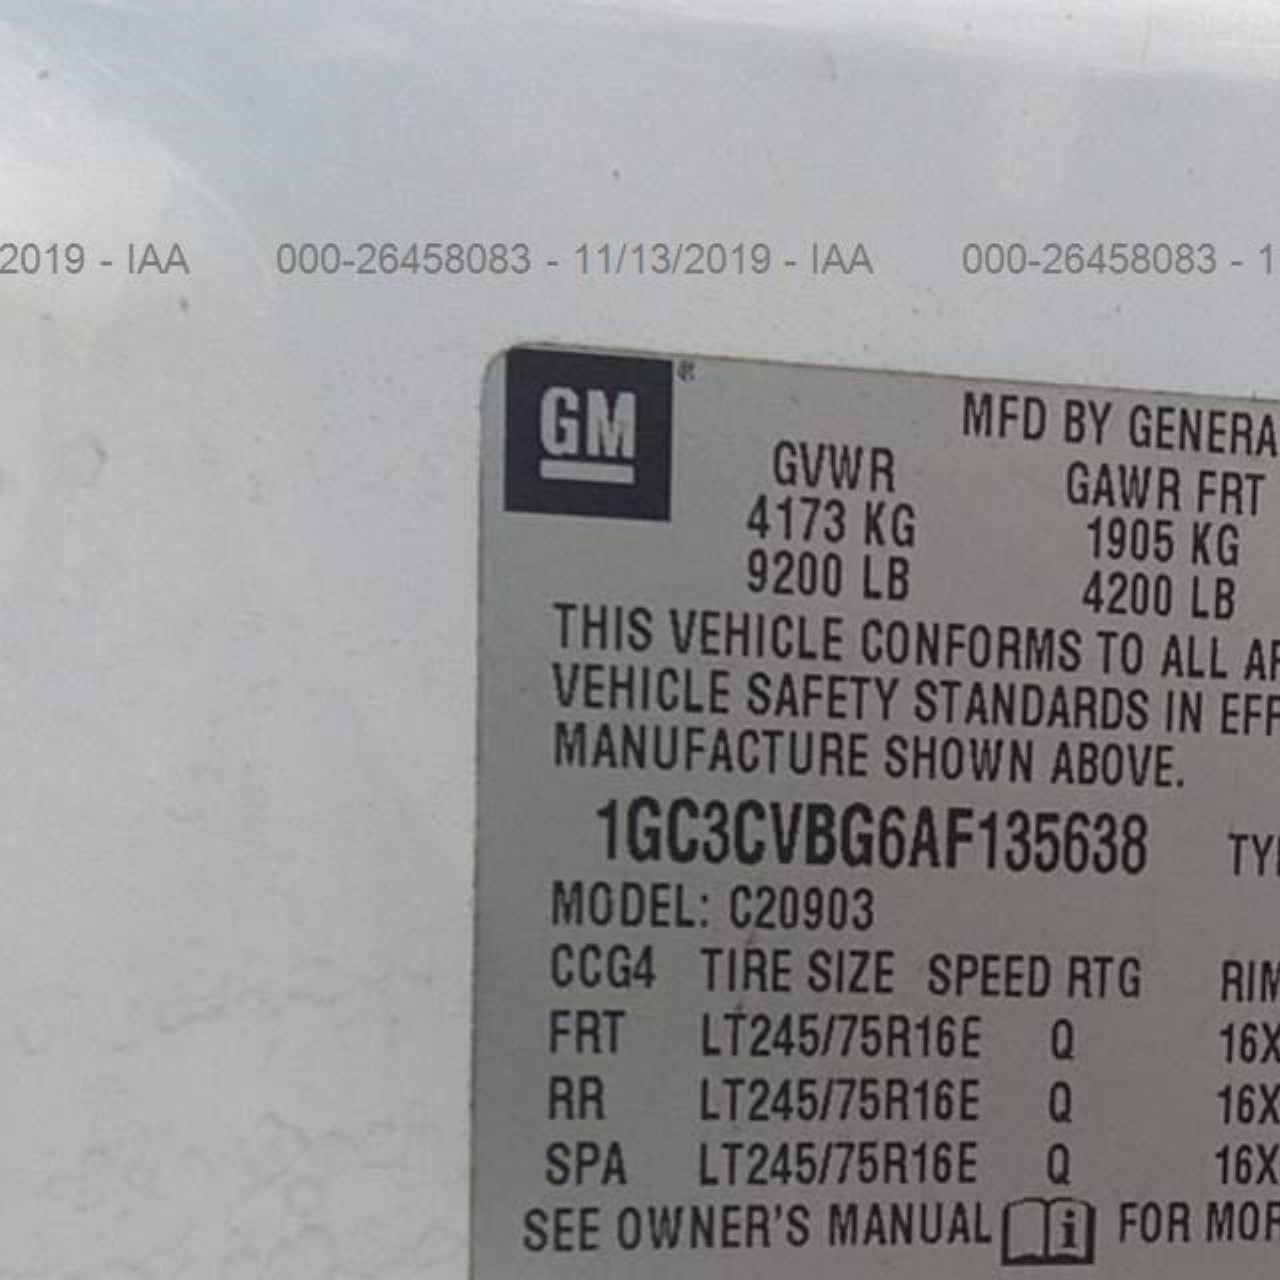 2019 - IAA 000-26458083 - 11/13/2019 - IAA 000-26458083 - 1
GM ®
MFD BY GENERA
GVWR GAWR FRT
4173 KG 1905 KG
9200 LB 4200 LB
THIS VEHICLE CONFORMS TO ALL AP
VEHICLE SAFETY STANDARDS IN EFF
MANUFACTURE SHOWN ABOVE.
1GC3CVBG6AF135638 TYP
MODEL: C20903
CCG4 TIRE SIZE SPEED RTG RIM
FRT LT245/75R16E Q 16X
RR LT245/75R16E Q 16X
SPA LT245/75R16E Q 16X
SEE OWNER'S MANUAL i FOR MOR